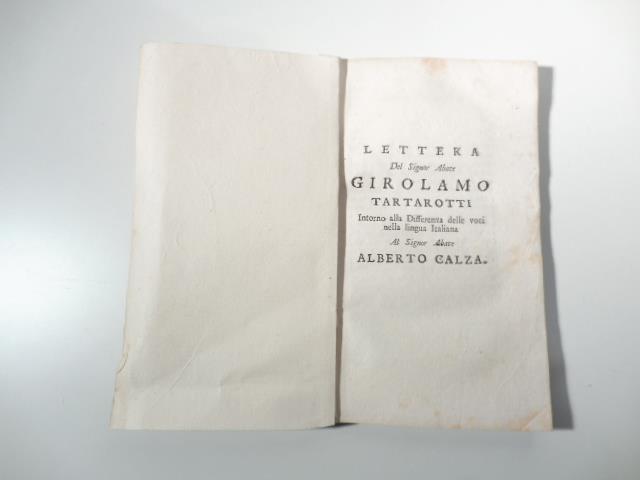 LETTERA
Del Signor Abate
GIROLAMO
TARTAROTTI
Intorno alla Differenza delle voci
nella lingua Italiana
Al Signor Abate
ALBERTO CALZA.